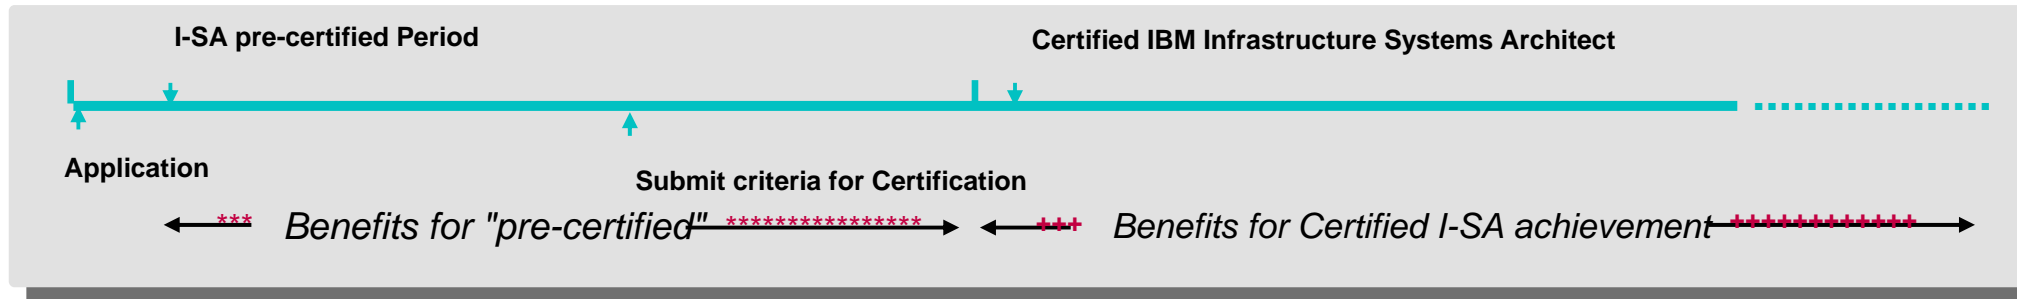 I-SA pre-certified Period
Certified IBM Infrastructure Systems Architect
Application
Submit criteria for Certification
*** Benefits for "pre-certified" ****************
+++ Benefits for Certified I-SA achievement ++++++++++++